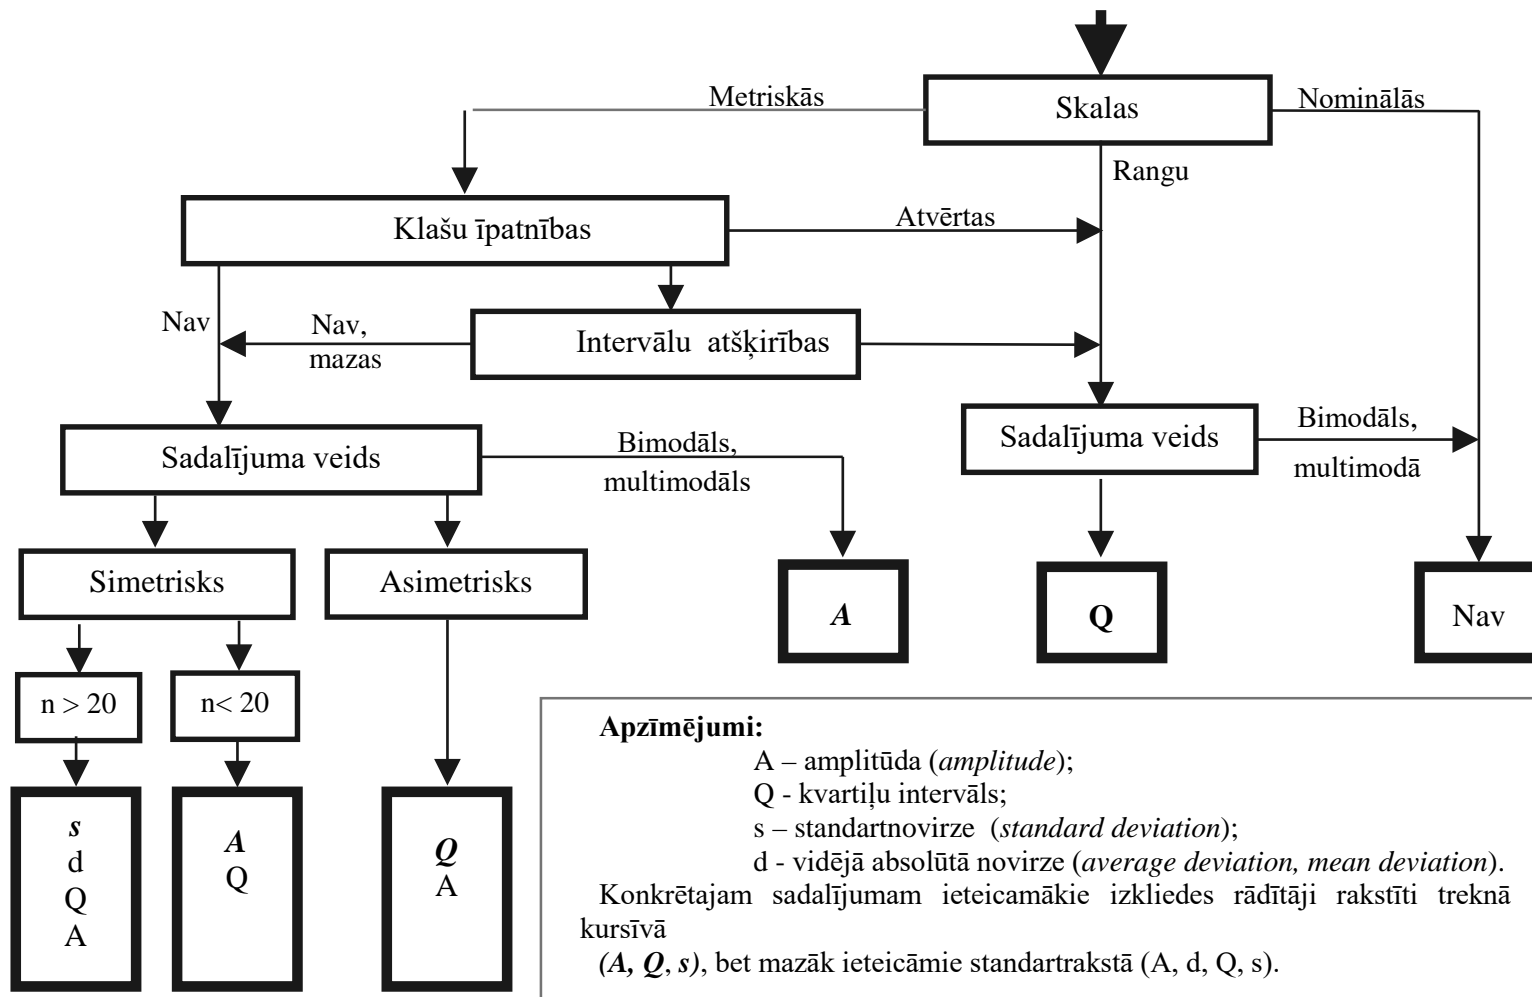 Metriskās
Skalas
Nominālās
Rangu
Klašu īpatnības
Atvērtas
Nav
Nav,
mazas
Intervālu atšķirības
Sadalījuma veids
Bimodāls,
multimodāls
Sadalījuma veids
Bimodāls,
multimodā
Simetrisks
Asimetrisks
A
Q
Nav
n > 20
n< 20
s
d
Q
A
A
Q
Q
A
Apzīmējumi:
A – amplitūda (amplitude);
Q - kvartiļu intervāls;
s – standartnovirze (standard deviation);
d - vidējā absolūtā novirze (average deviation, mean deviation).
Konkrētajam sadalījumam ieteicamākie izkliedes rādītāji rakstīti treknā
kursīvā
(A, Q, s), bet mazāk ieteicāmie standartrakstā (A, d, Q, s).